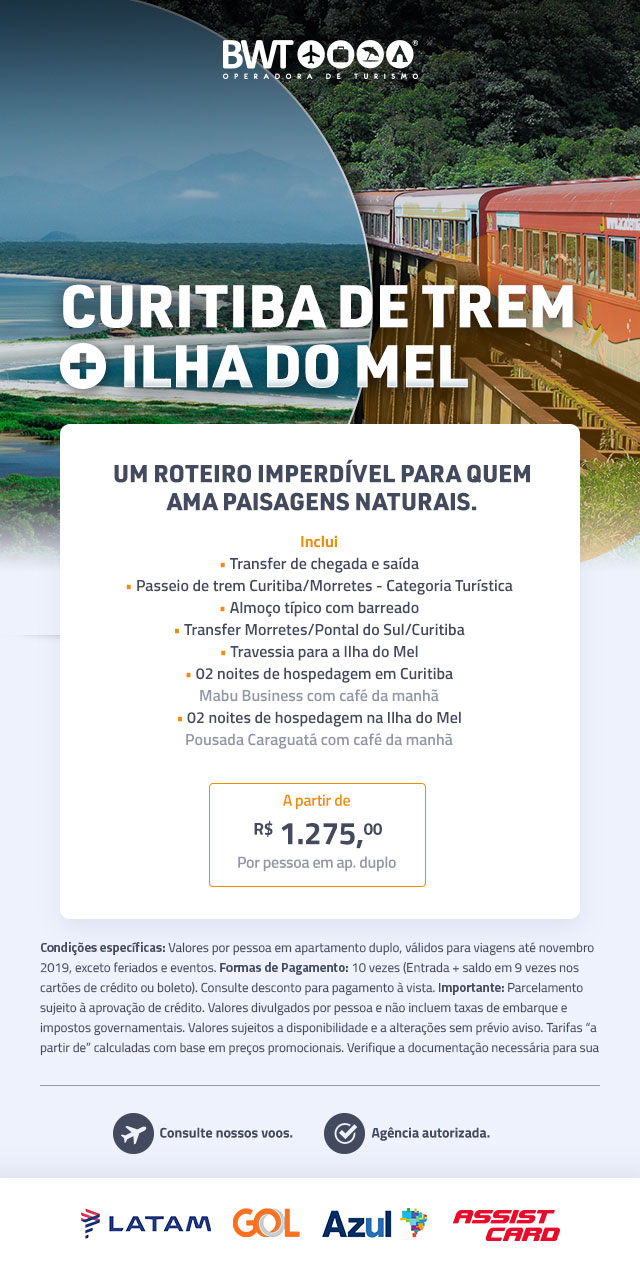 BWT
OPERADORA DE TURISMO
CURITIBA DE TREM
+ ILHA DO MEL
UM ROTEIRO IMPERDÍVEL PARA QUEM
AMA PAISAGENS NATURAIS.
Inclui
▪ Transfer de chegada e saída
▪ Passeio de trem Curitiba/Morretes - Categoria Turística
▪ Almoço típico com barreado
▪ Transfer Morretes/Pontal do Sul/Curitiba
▪ Travessia para a Ilha do Mel
▪ 02 noites de hospedagem em Curitiba
Mabu Business com café da manhã
▪ 02 noites de hospedagem na Ilha do Mel
Pousada Caraguatá com café da manhã
A partir de
R$ 1.275,00
Por pessoa em ap. duplo
Condições específicas: Valores por pessoa em apartamento duplo, válidos para viagens até novembro
2019, exceto feriados e eventos. Formas de Pagamento: 10 vezes (Entrada + saldo em 9 vezes nos
cartões de crédito ou boleto). Consulte desconto para pagamento à vista. Importante: Parcelamento
sujeito à aprovação de crédito. Valores divulgados por pessoa e não incluem taxas de embarque e
impostos governamentais. Valores sujeitos a disponibilidade e a alterações sem prévio aviso. Tarifas “a
partir de” calculadas com base em preços promocionais. Verifique a documentação necessária para sua
Consulte nossos voos.
Agência autorizada.
LATAM
GOL
Azul
ASSIST
CARD